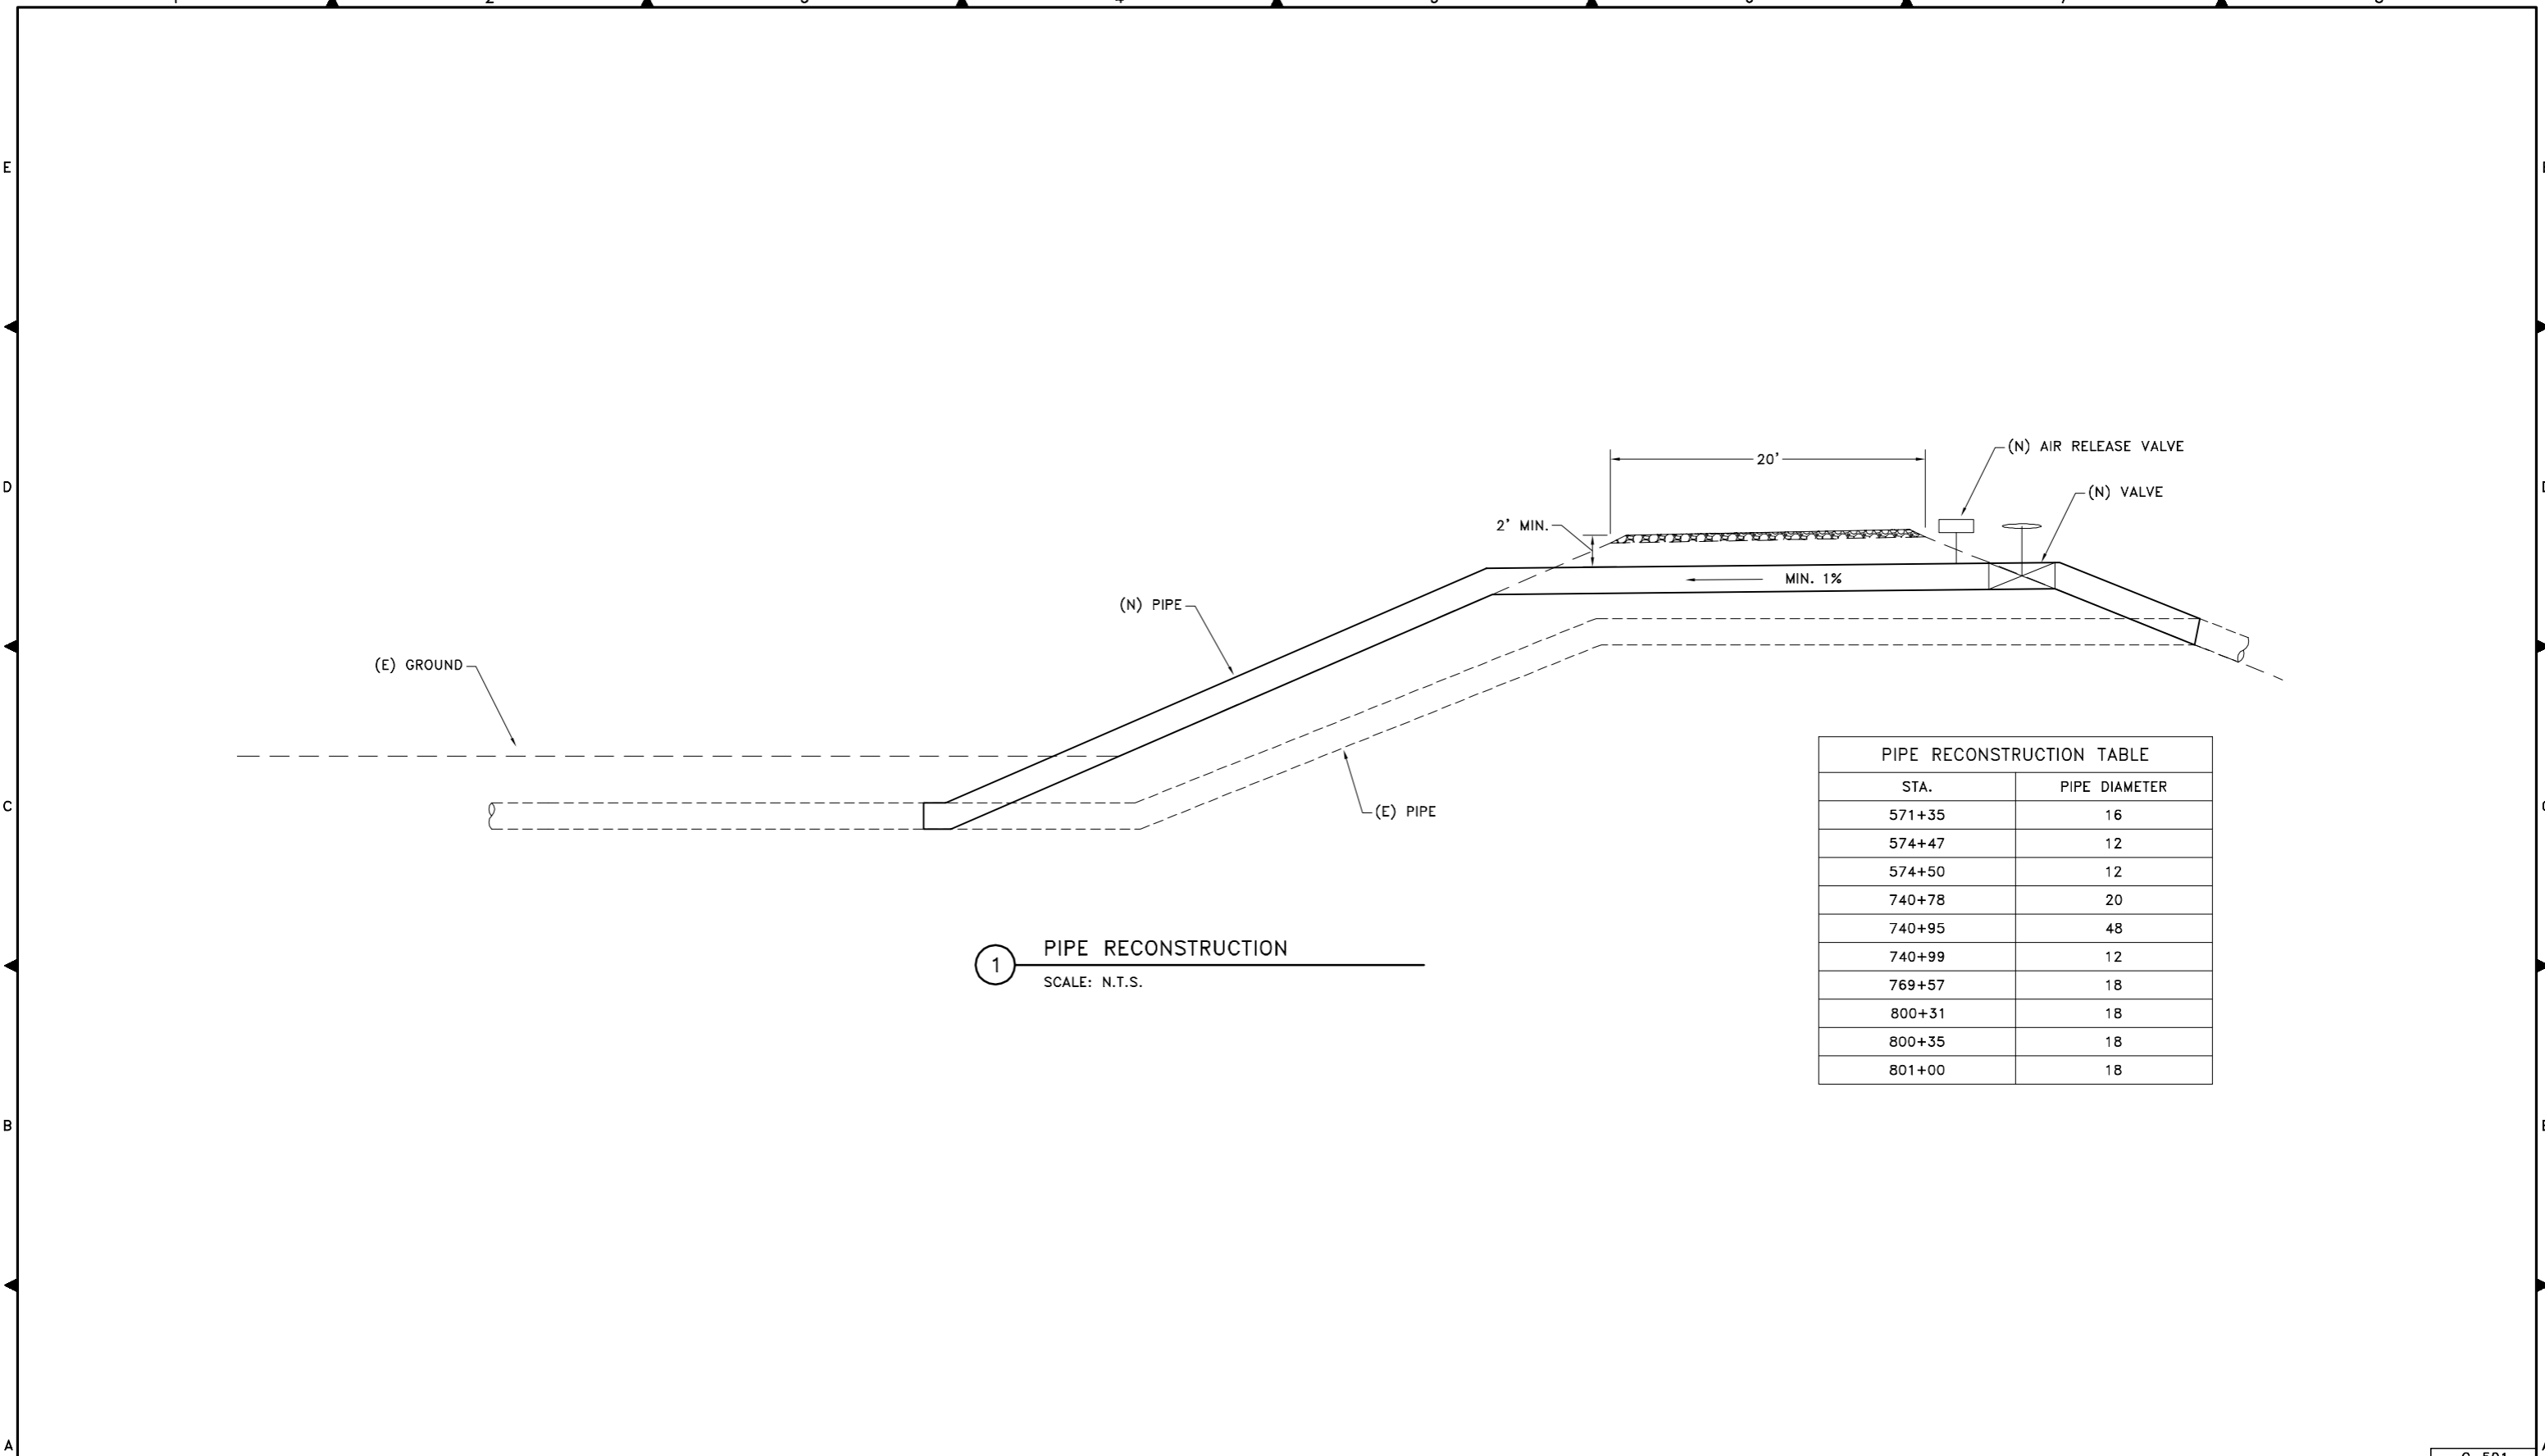 E
D
C
B
A
20'
(N) AIR RELEASE VALVE
(N) VALVE
2' MIN.
MIN. 1%
(N) PIPE
(E) GROUND
(E) PIPE
PIPE RECONSTRUCTION TABLE
STA. PIPE DIAMETER
571+35 16
574+47 12
574+50 12
740+78 20
740+95 48
740+99 12
769+57 18
800+31 18
800+35 18
801+00 18
1 PIPE RECONSTRUCTION
SCALE: N.T.S.